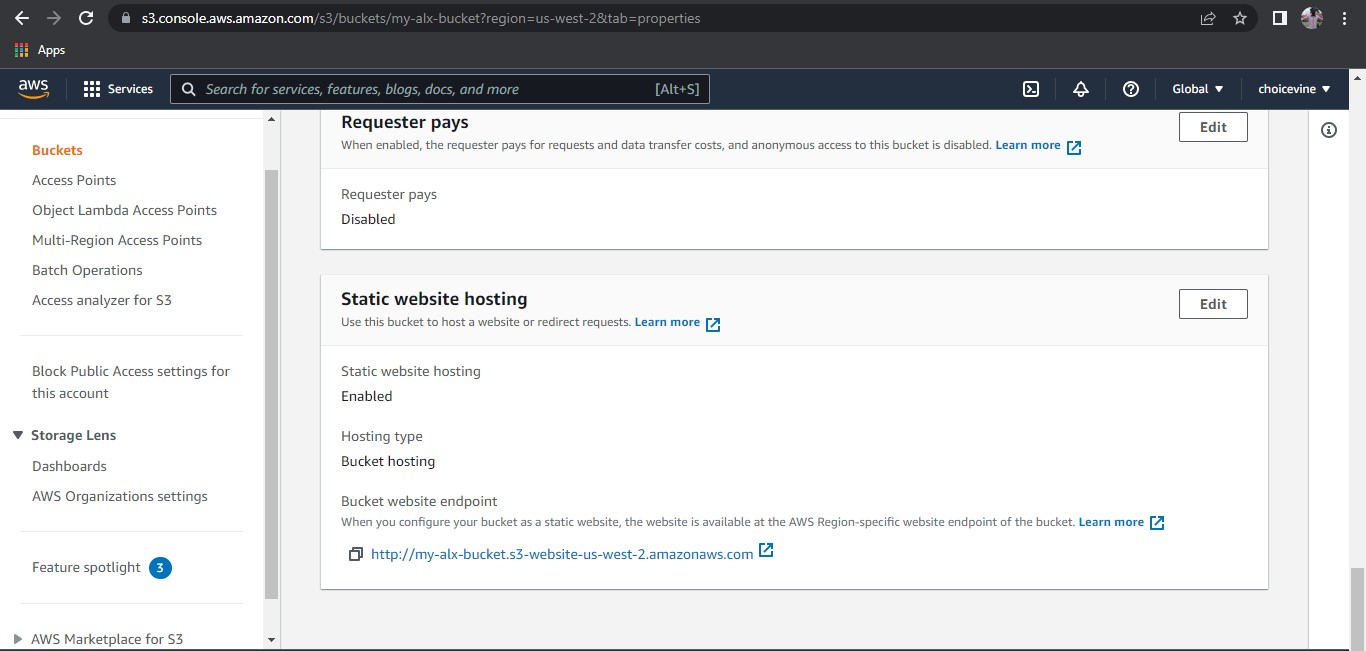 s3.console.aws.amazon.com/s3/buckets/my-alx-bucket?region=us-west-2&tab=properties
Apps
aws
Services
Search for services, features, blogs, docs, and more
[Alt+S]
Global
choicevine
Buckets
Access Points
Object Lambda Access Points
Multi-Region Access Points
Batch Operations
Access analyzer for S3
Block Public Access settings for
this account
Storage Lens
Dashboards
AWS Organizations settings
Feature spotlight 3
AWS Marketplace for S3
Requester pays
Edit
When enabled, the requester pays for requests and data transfer costs, and anonymous access to this bucket is disabled. Learn more
Requester pays
Disabled
Static website hosting
Edit
Use this bucket to host a website or redirect requests. Learn more
Static website hosting
Enabled
Hosting type
Bucket hosting
Bucket website endpoint
When you configure your bucket as a static website, the website is available at the AWS Region-specific website endpoint of the bucket. Learn more
http://my-alx-bucket.s3-website-us-west-2.amazonaws.com